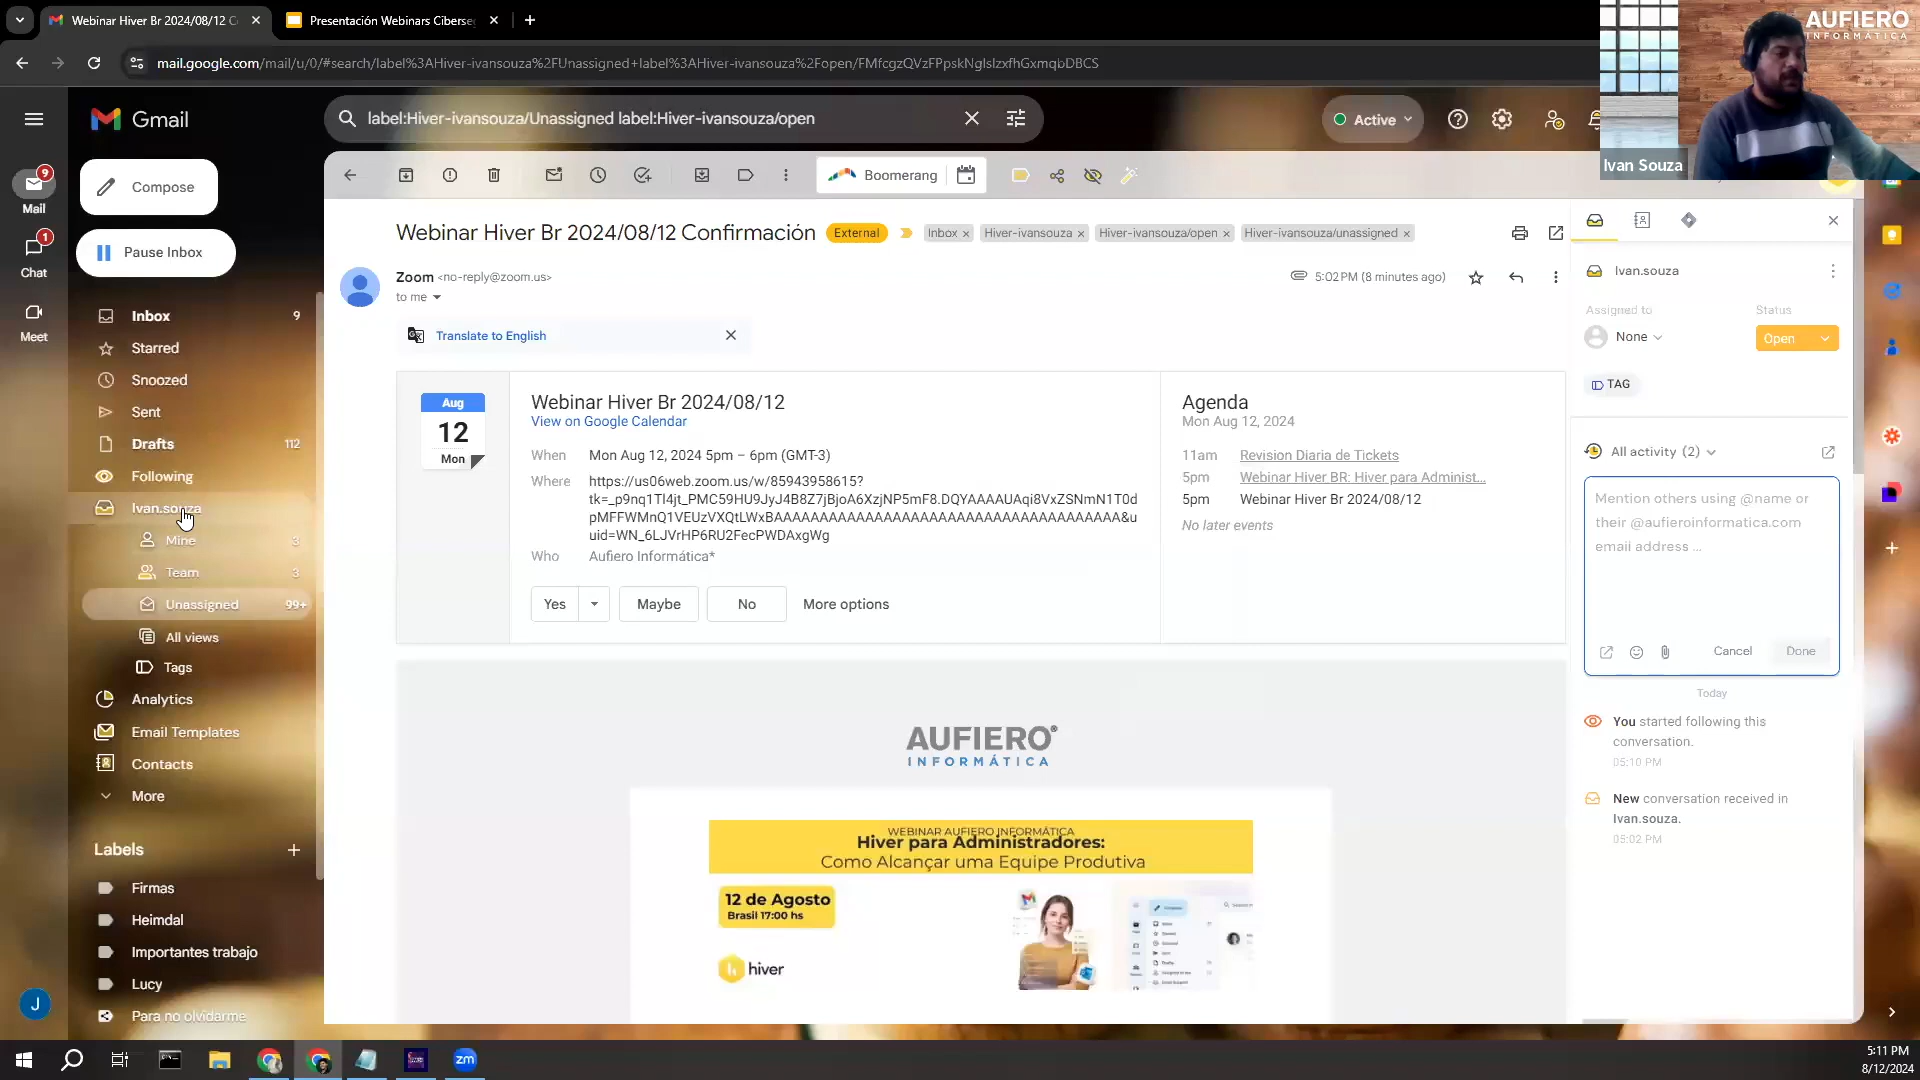 Webinar Hiver Br 2024/08/12 C
Presentación Webinars Ciberse
mail.google.com/mail/u/0/#search/label%3AHiver-ivansouza%2FUnassigned+label%3AHiver-ivansouza%2Fopen/FMfcgzQVzFPpskNglslzxfhGxmqbDBCS
AUFIERO
INFORMÁTICA
Ivan Souza
Gmail
label:Hiver-ivansouza/Unassigned label:Hiver-ivansouza/open
Active
9
Mail
1
Chat
Meet
J
Compose
Pause Inbox
Inbox 9
Starred
Snoozed
Sent
Drafts 112
Following
Ivan.souza
Mine 3
Team 3
Unassigned 99+
All views
Tags
Analytics
Email Templates
Contacts
More
Labels
Firmas
Heimdal
Importantes trabajo
Lucy
Para no olvidarme
Boomerang
Webinar Hiver Br 2024/08/12 Confirmación External Inbox × Hiver-ivansouza × Hiver-ivansouza/open × Hiver-ivansouza/unassigned ×
Zoom <no-reply@zoom.us> 5:02 PM (8 minutes ago)
to me
Translate to English
Aug
12
Mon
Webinar Hiver Br 2024/08/12
View on Google Calendar
When Mon Aug 12, 2024 5pm – 6pm (GMT-3)
Where https://us06web.zoom.us/w/85943958615?
Who Aufiero Informática*
Yes Maybe No More options
Agenda
Mon Aug 12, 2024
11am Revision Diaria de Tickets
5pm Webinar Hiver BR: Hiver para Administ...
5pm Webinar Hiver Br 2024/08/12
No later events
AUFIERO®
INFORMÁTICA
WEBINAR AUFIERO INFORMÁTICA
Hiver para Administradores:
Como Alcançar uma Equipe Produtiva
12 de Agosto
Brasil 17:00 hs
hiver
Ivan.souza
Assigned to Status
None Open
TAG
All activity (2)
Mention others using @name or
their @aufieroinformatica.com
email address ...
Cancel Done
Today
You started following this
conversation.
05:10 PM
New conversation received in
Ivan.souza.
05:02 PM
zm
5:11 PM
8/12/2024